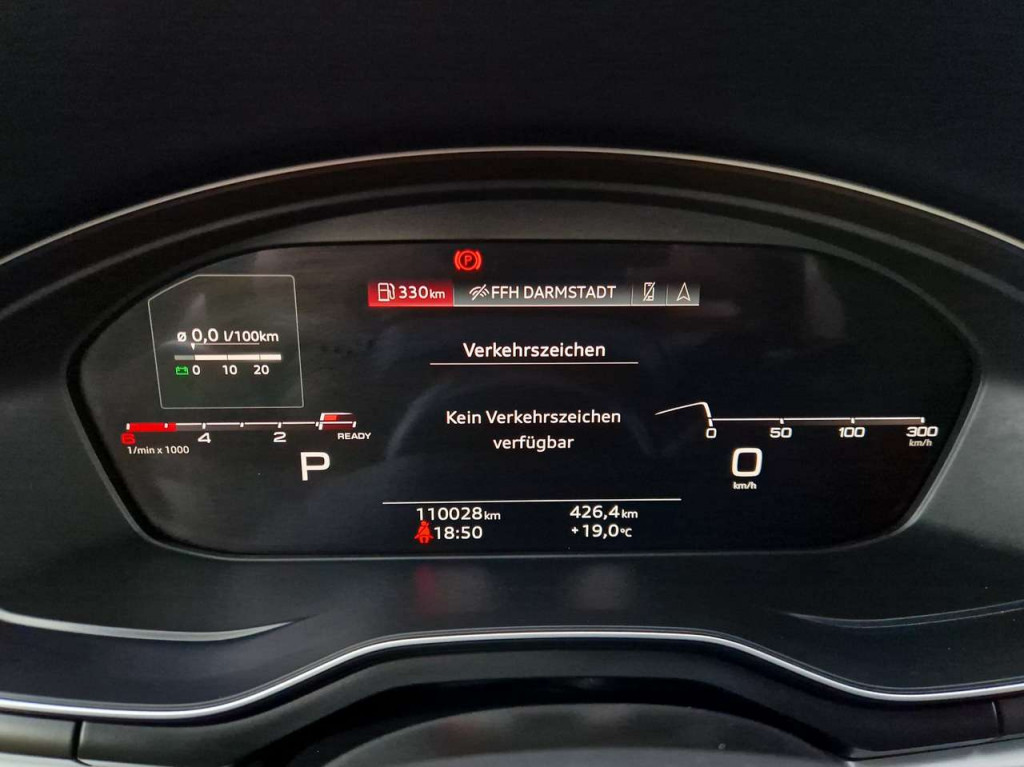 P
330km FFH DARMSTADT
ø 0,0 l/100km
0 10 20
Verkehrszeichen
Kein Verkehrszeichen
verfügbar
6 4 2 READY
1/min x 1000
P
0 50 100 300
km/h
0
km/h
110028km 426,4km
18:50 +19,0°C